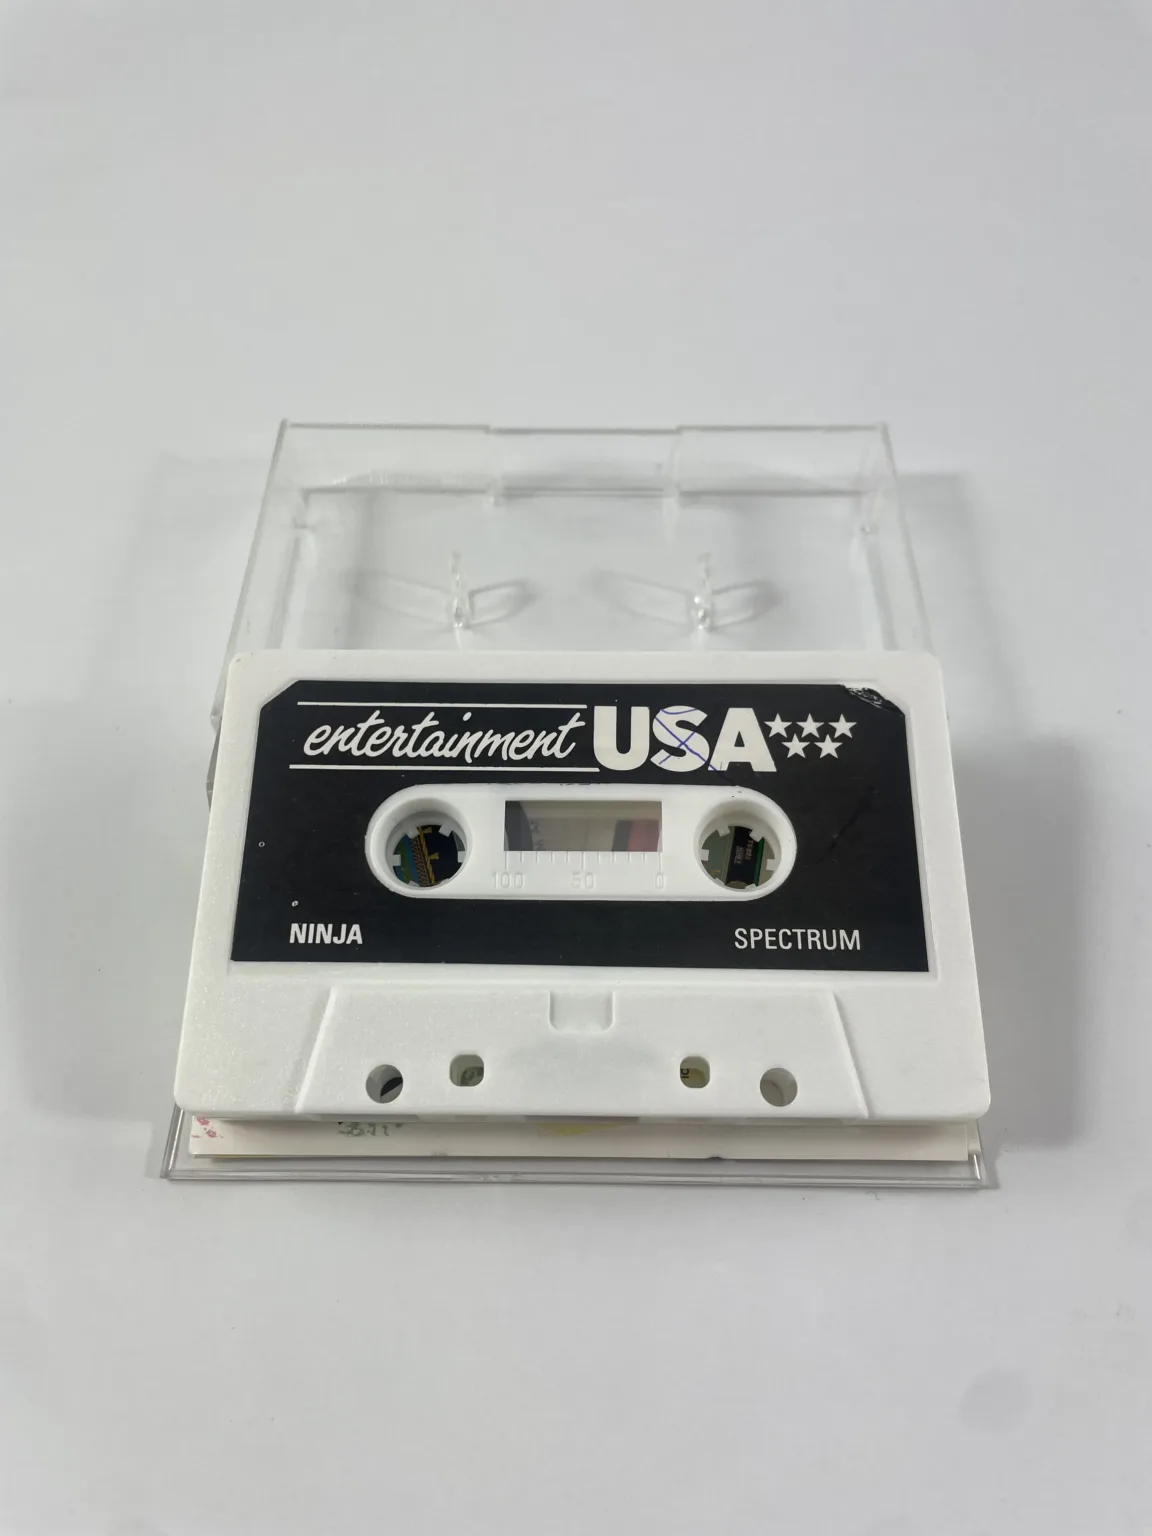 entertainment USA
100 50 0
NINJA
SPECTRUM